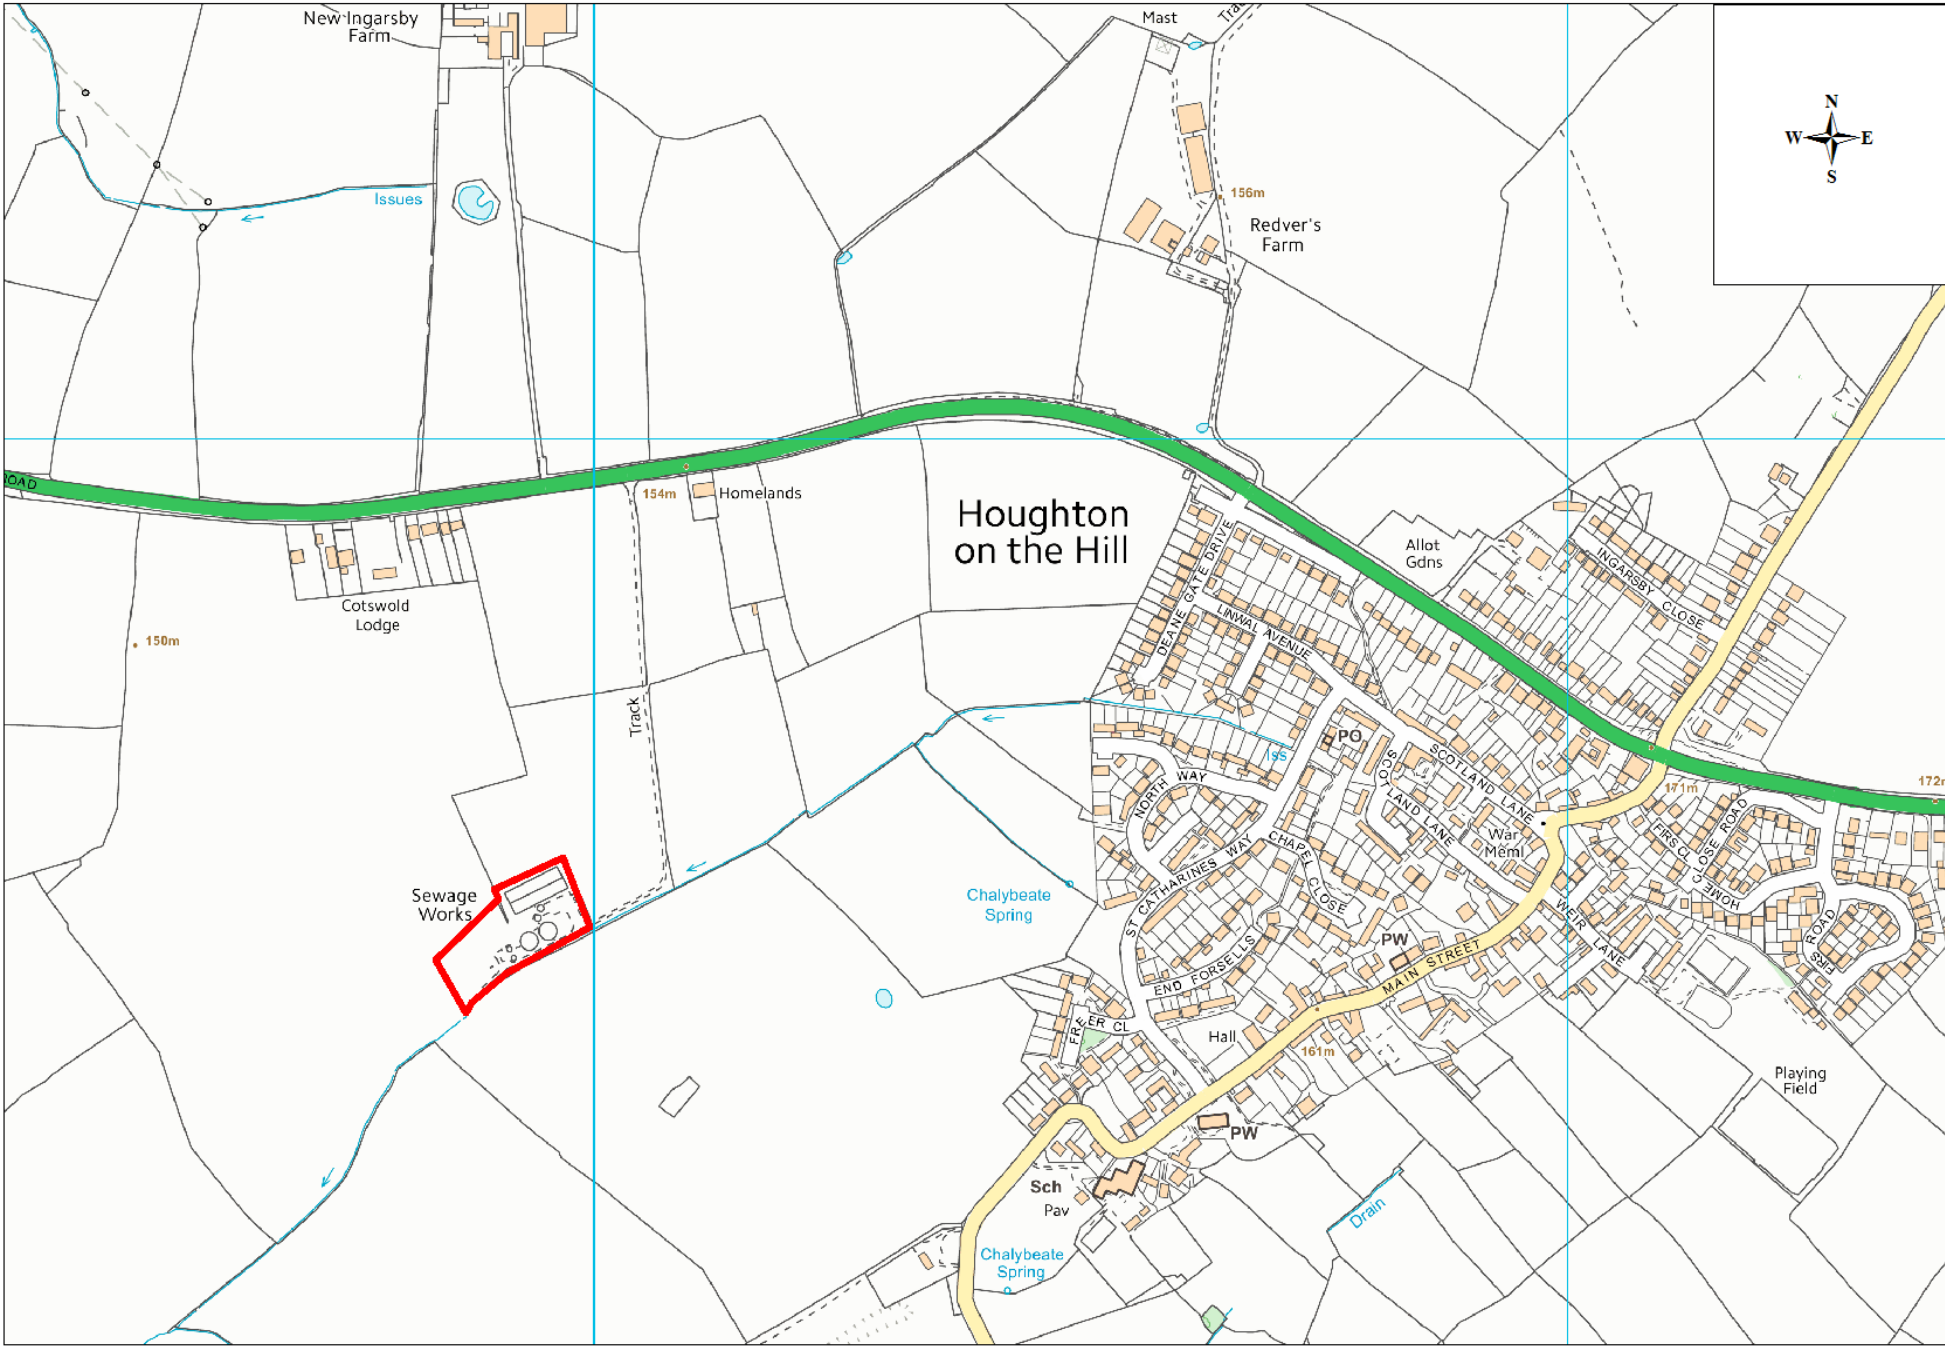 New Ingarsby
Farm
Mast
Trac
N
W
E
S
Issues
156m
Redver's
Farm
ROAD
154m
Homelands
Houghton
on the Hill
Allot
Gdns
Cotswold
Lodge
150m
DEANE GATE DRIVE
LINWAL AVENUE
INGARSBY CLOSE
Track
PO
Iss
SCOTLAND LANE
SCOTLAND LANE
172m
171m
NORTH WAY
War
Meml
FIRS CL
HOME CLOSE ROAD
CHAPEL CLOSE
ST CATHARINES WAY
Sewage
Works
Chalybeate
Spring
WEIR LANE
FIRS ROAD
PW
MAIN STREET
END FORSELLS
FREER CL
Hall
161m
Playing
Field
PW
Sch
Pav
Drain
Chalybeate
Spring